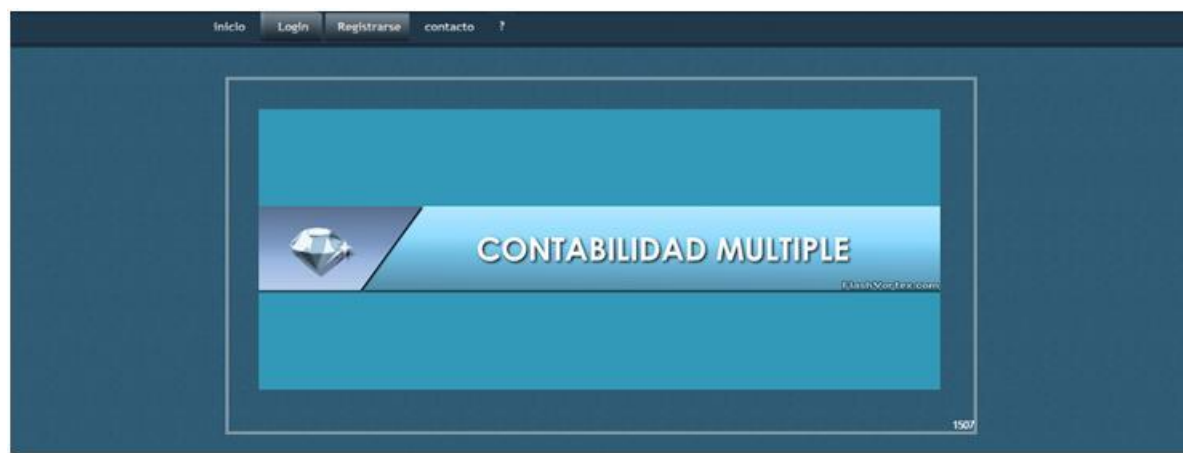 inicio Login Registrarse contacto ?
CONTABILIDAD MULTIPLE
FlashVortex.com
1507